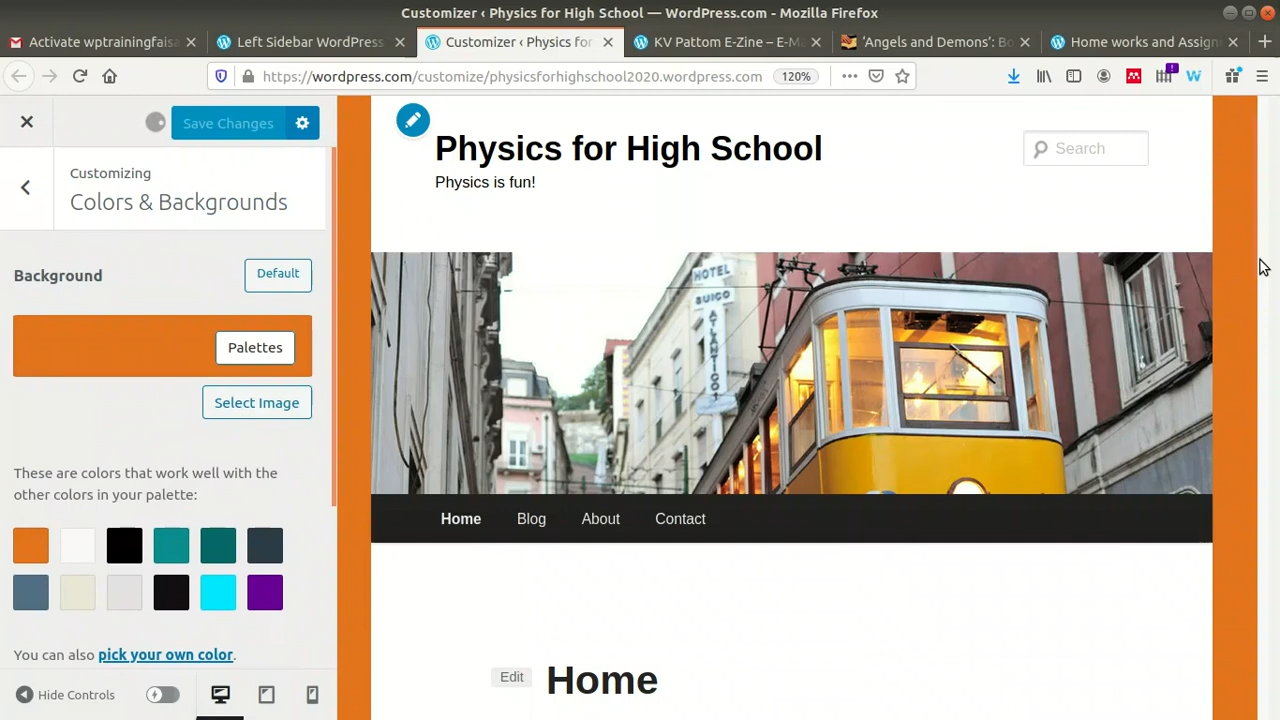 Customizer ‹ Physics for High School — WordPress.com - Mozilla Firefox
Activate wptrainingfaisa
Left Sidebar WordPress
Customizer ‹ Physics for
KV Pattom E-Zine – E-Ma
‘Angels and Demons’: Bo
Home works and Assignm
https://wordpress.com/customize/physicsforhighschool2020.wordpress.com
120%
Save Changes
Customizing
Colors & Backgrounds
Background
Default
Palettes
Select Image
These are colors that work well with the
other colors in your palette:
You can also pick your own color.
Hide Controls
Physics for High School
Physics is fun!
Search
HOTEL
SUICO
ATLANTICO
Home
Blog
About
Contact
Edit
Home